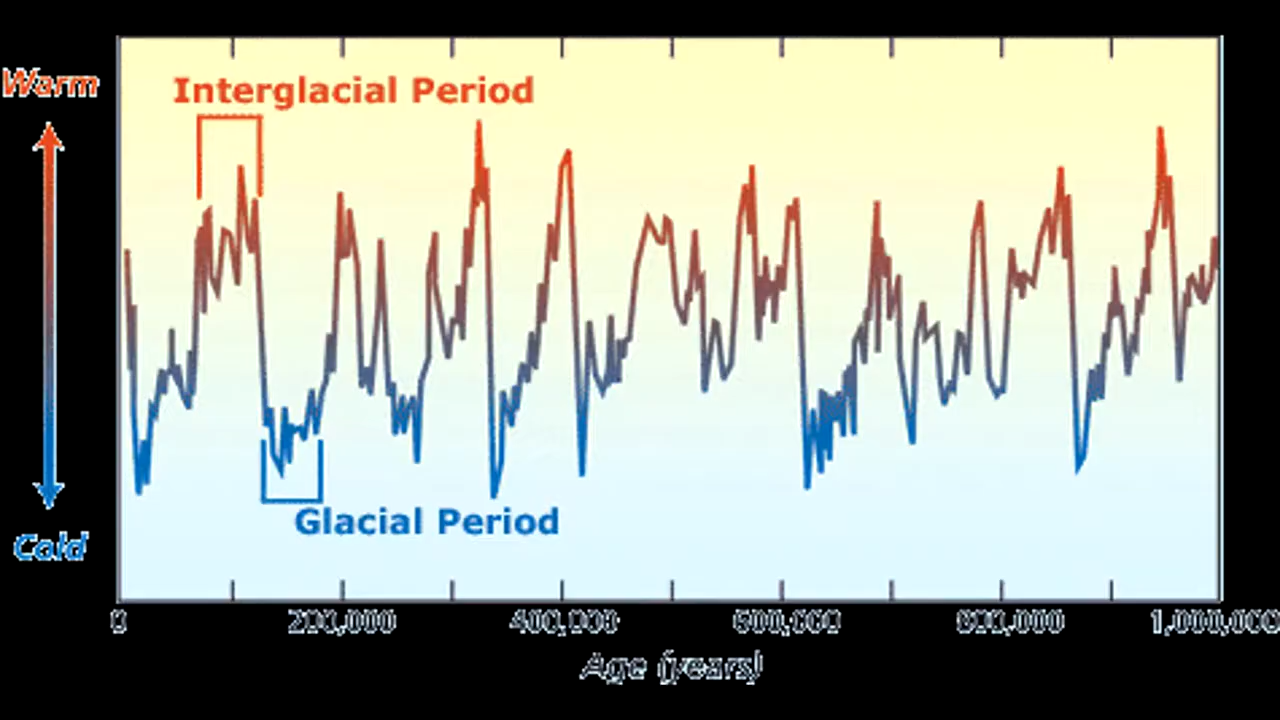 Warm
Interglacial Period
Glacial Period
Cold
0 200,000 400,000 600,000 800,000 1,000,000
Age (years)